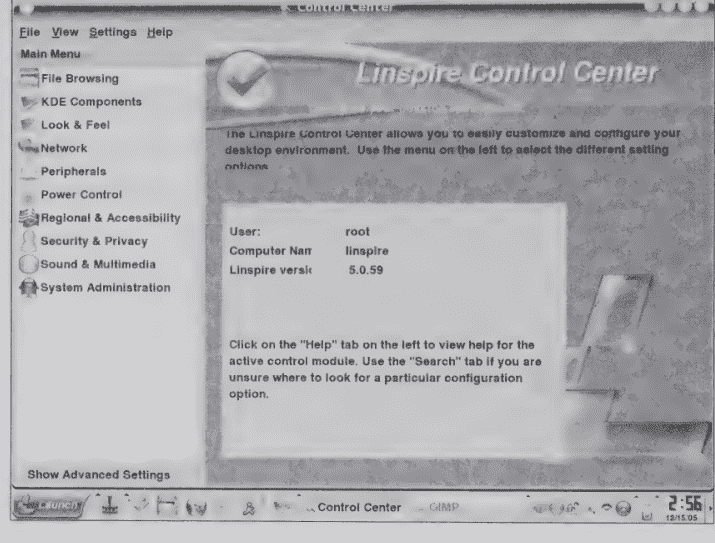 Control Center
File View Settings Help
Main Menu
File Browsing
KDE Components
Look & Feel
Network
Peripherals
Power Control
Regional & Accessibility
Security & Privacy
Sound & Multimedia
System Administration
Show Advanced Settings
Linspire Control Center
The Linspire Control Center allows you to easily customize and configure your
desktop environment. Use the menu on the left to select the different setting
options
User: root
Computer Nam linspire
Linspire versic 5.0.59
Click on the "Help" tab on the left to view help for the
active control module. Use the "Search" tab if you are
unsure where to look for a particular configuration
option.
Launch Control Center GIMP 2:56
12/15/05